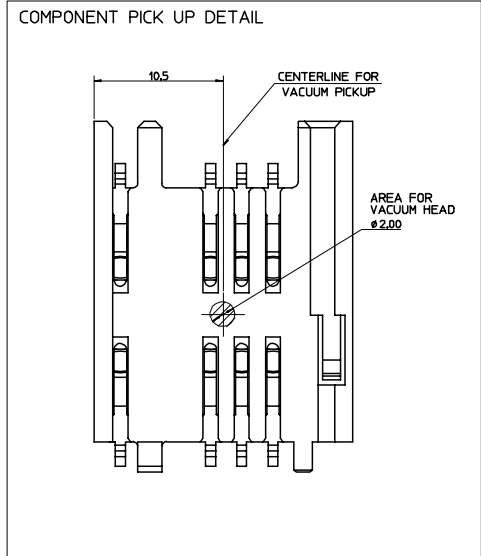 COMPONENT PICK UP DETAIL
10.5
CENTERLINE FOR
VACUUM PICKUP
AREA FOR
VACUUM HEAD
ø2.00